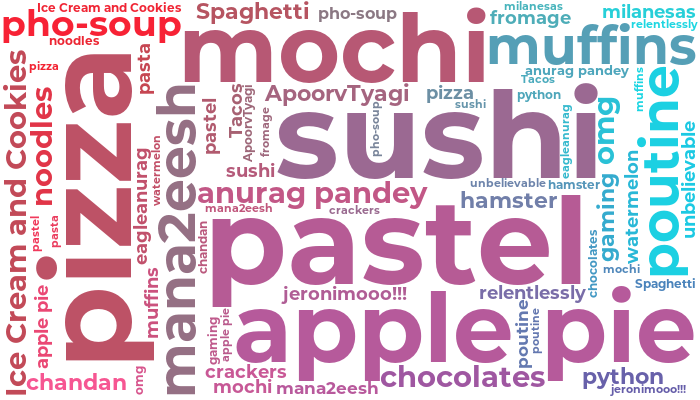 Ice Cream and Cookies
pho-soup
noodles
pizza
pasta
Spaghetti
pho-soup
mochi
milanesas
fromage
milanesas
relentlessly
muffins
anurag pandey
Tacos
python
muffins
ApoorvTyagi
pizza
sushi
sushi
pastel
Tacos
ApoorvTyagi
fromage
pho-soup
eagleanurag
gaming
omg
poutine
unbelievable
watermelon
Ice Cream and Cookies
noodles
pizza
eagleanurag
watermelon
mana2eesh
sushi
unbelievable
hamster
anurag pandey
hamster
mana2eesh
crackers
pastel
pasta
chandan
pastel
chocolates
mochi
Spaghetti
apple pie
muffins
jeronimooo!!!
relentlessly
apple pie
gaming
apple pie
poutine
poutine
chandan
omg
crackers
mochi
mana2eesh
chocolates
python
jeronimooo!!!